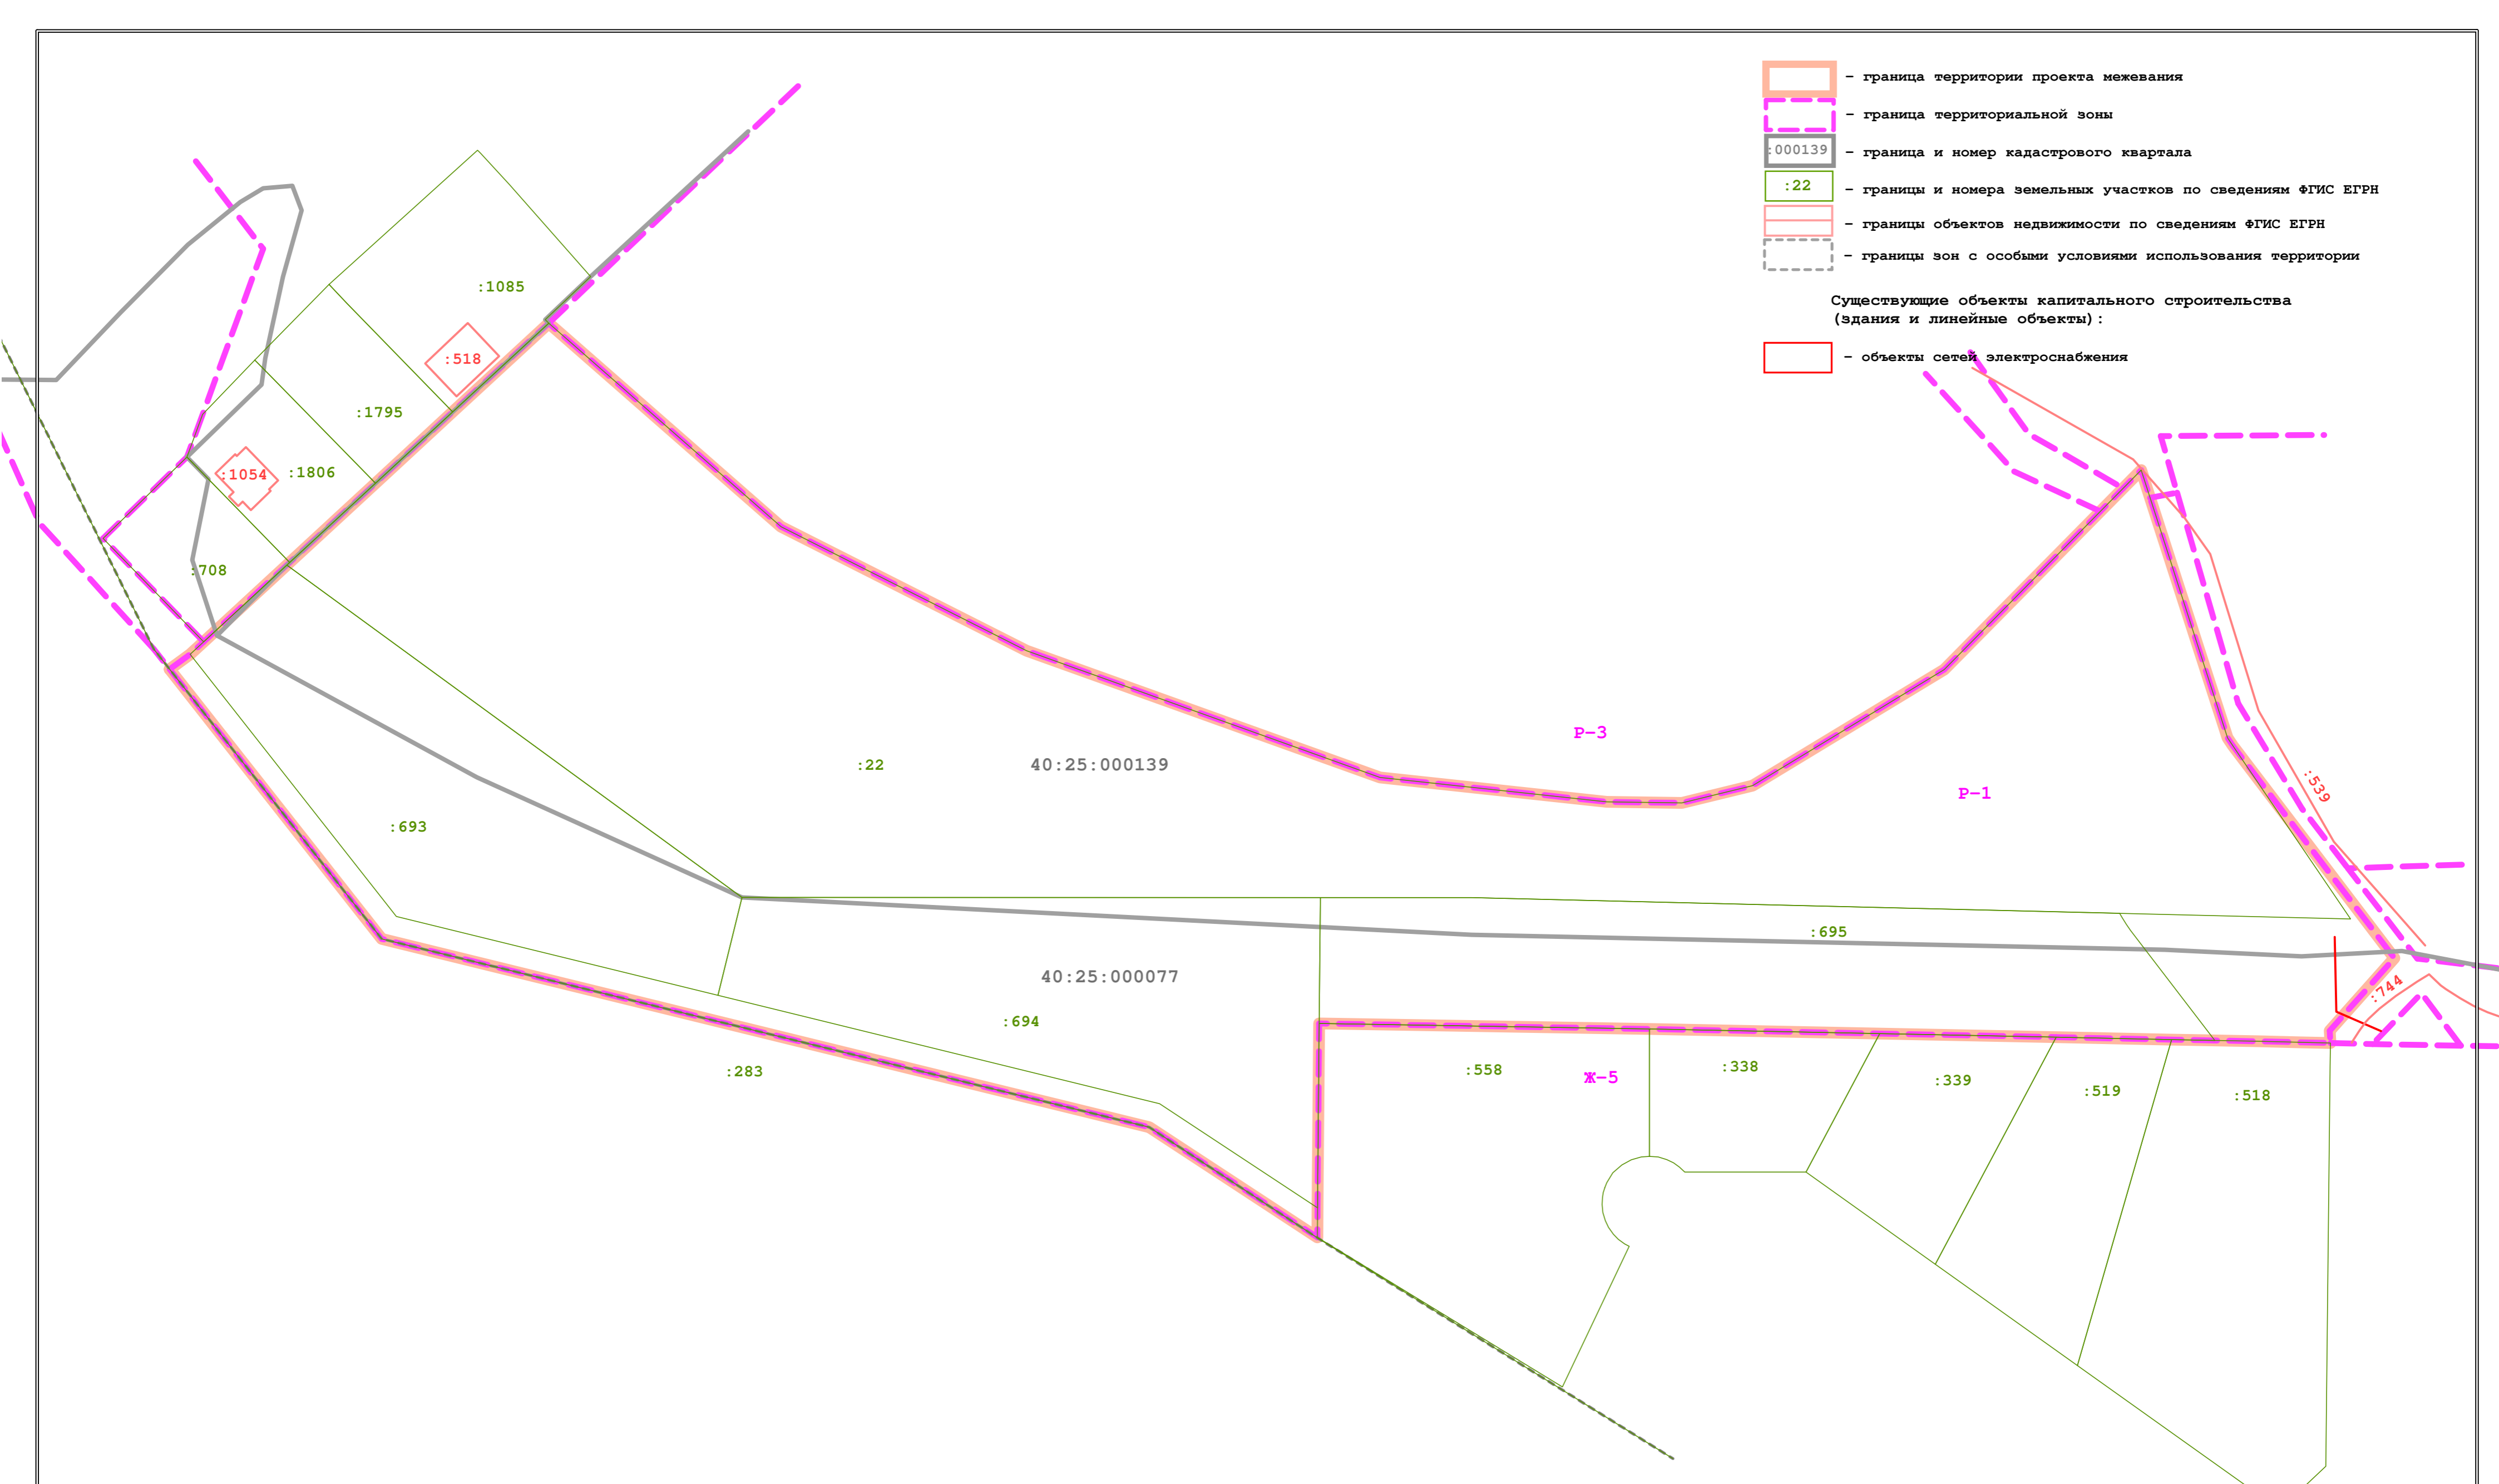 – граница территории проекта межевания
– граница территориальной зоны
:000139 – граница и номер кадастрового квартала
:22 – границы и номера земельных участков по сведениям ФГИС ЕГРН
– границы объектов недвижимости по сведениям ФГИС ЕГРН
– границы зон с особыми условиями использования территории
Существующие объекты капитального строительства
(здания и линейные объекты):
– объекты сетей электроснабжения
:1085
:518
:1795
:1054
:1806
:708
Р–3
:22
40:25:000139
Р–1
:539
:693
:695
40:25:000077
:744
:694
:283
:558
Ж–5
:338
:339
:519
:518